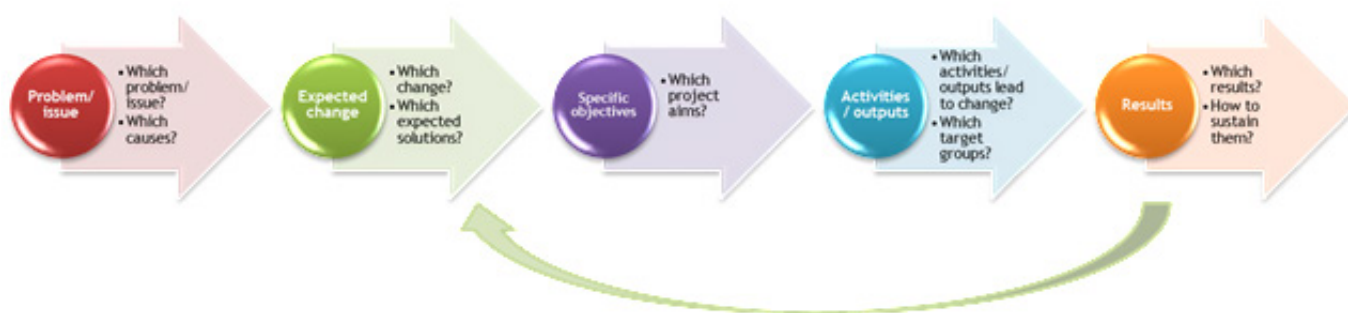 Problem/
issue
• Which
problem/
issue?
• Which
causes?
Expected
change
• Which
change?
• Which
expected
solutions?
Specific
objectives
• Which
project
aims?
Activities
/ outputs
• Which
activities/
outputs lead
to change?
• Which
target
groups?
Results
• Which
results?
• How to
sustain
them?